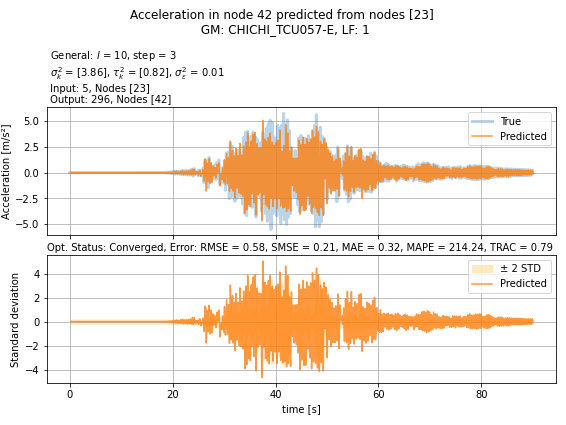 Acceleration in node 42 predicted from nodes [23]
GM: CHICHI_TCU057-E, LF: 1
General: l = 10, step = 3
σ²ₖ = [3.86], τ²ₖ = [0.82], σ²ε = 0.01
Input: 5, Nodes [23]
Output: 296, Nodes [42]
Acceleration [m/s²]
5.0
2.5
0.0
−2.5
−5.0
True
Predicted
Opt. Status: Converged, Error: RMSE = 0.58, SMSE = 0.21, MAE = 0.32, MAPE = 214.24, TRAC = 0.79
Standard deviation
4
2
0
−2
−4
± 2 STD
Predicted
0 20 40 60 80
time [s]